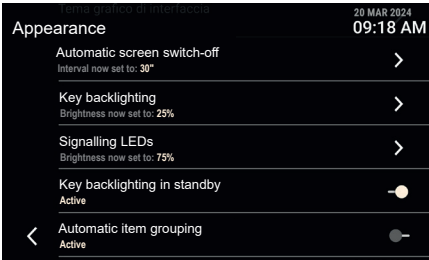 Tema grafico di interfaccia
20 MAR 2024
Appearance
09:18 AM
Automatic screen switch-off
Interval now set to: 30"
Key backlighting
Brightness now set to: 25%
Signalling LEDs
Brightness now set to: 75%
Key backlighting in standby
Active
Automatic item grouping
Active